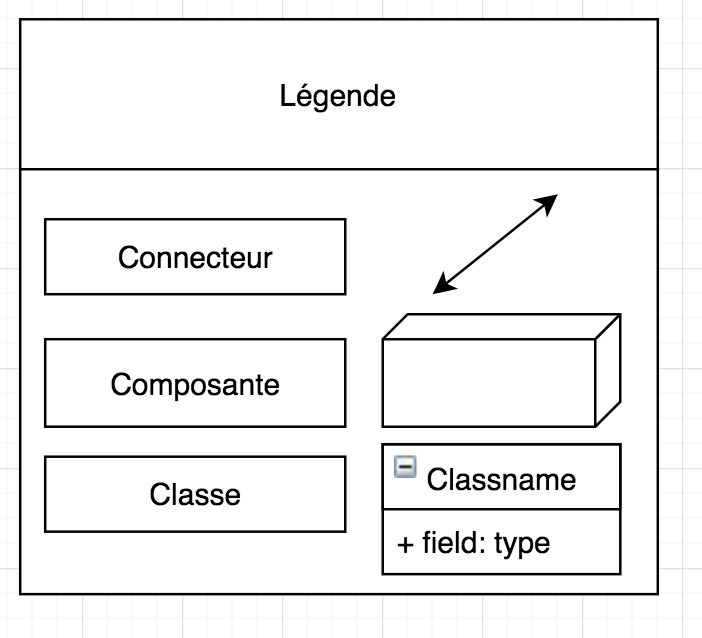 Légende
Connecteur
Composante
Classe
Classname
+ field: type